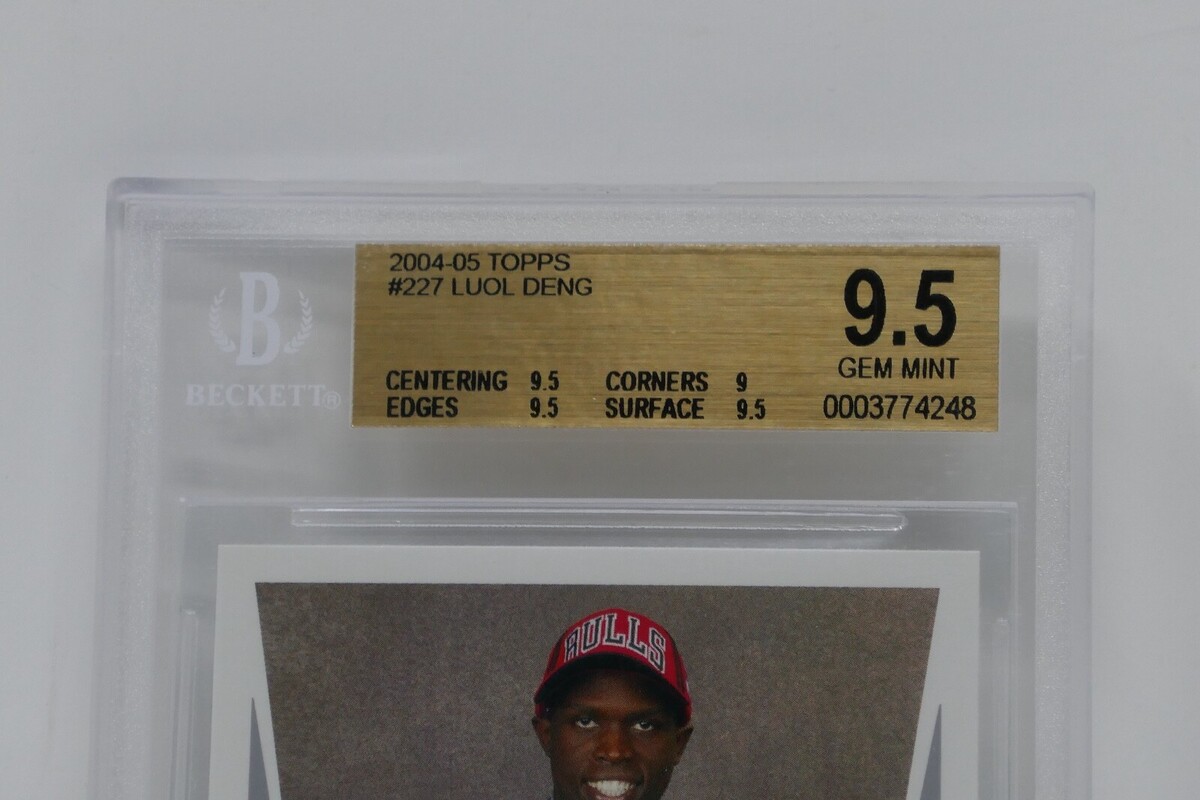 2004-05 TOPPS
#227 LUOL DENG
9.5
GEM MINT
CENTERING 9.5 CORNERS 9
EDGES 9.5 SURFACE 9.5
0003774248
B
BECKETT®
BULLS